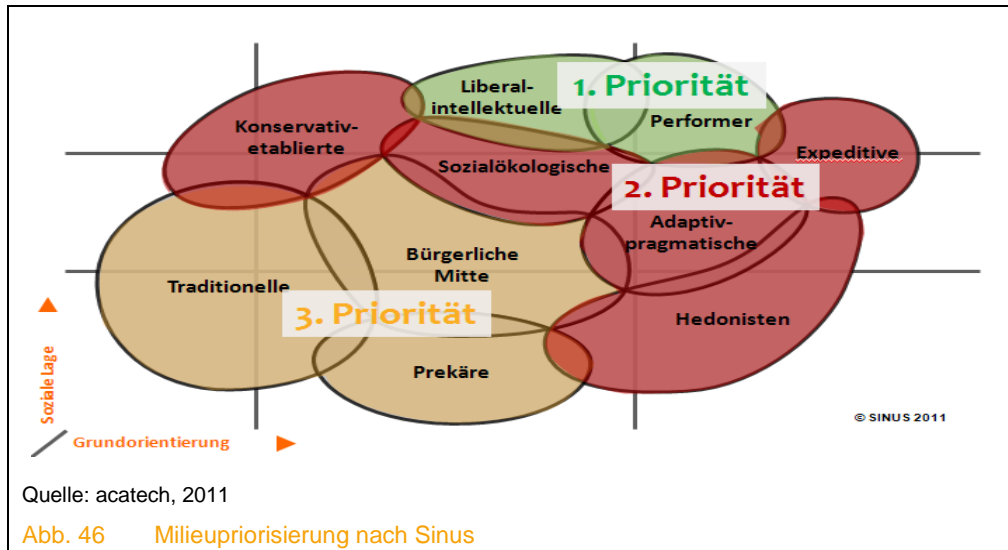 1. Priorität
Liberal-
intellektuelle
Performer
Konservativ-
etablierte
Expeditive
Sozialökologische
2. Priorität
Adaptiv-
pragmatische
Bürgerliche
Mitte
Traditionelle
3. Priorität
Hedonisten
Prekäre
Soziale Lage
© SINUS 2011
Grundorientierung
Quelle: acatech, 2011
Abb. 46 Milieupriorisierung nach Sinus